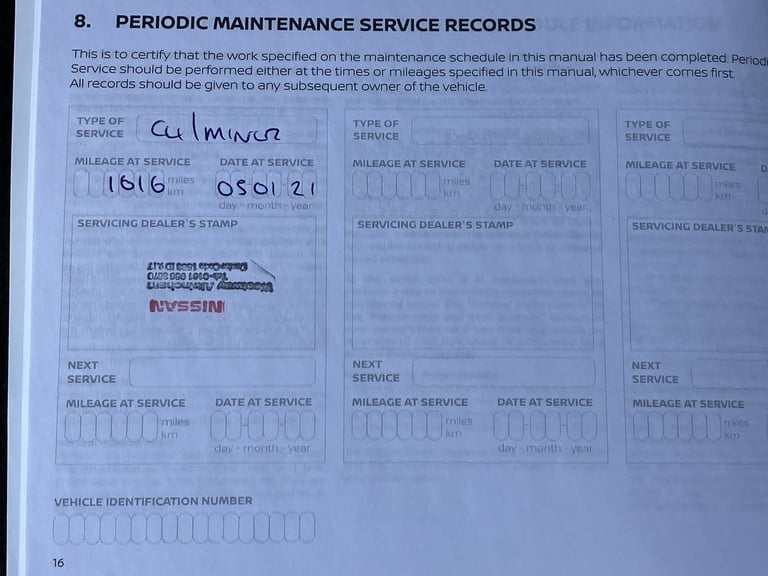 8. PERIODIC MAINTENANCE SERVICE RECORDS
This is to certify that the work specified on the maintenance schedule in this manual has been completed. Periodi
Service should be performed either at the times or mileages specified in this manual, whichever comes first.
All records should be given to any subsequent owner of the vehicle.
TYPE OF SERVICE
MILEAGE AT SERVICE DATE AT SERVICE
1616 miles km 05 01 21
day - month - year
SERVICING DEALER'S STAMP
NISSAN
Westway Altrincham
NEXT SERVICE
MILEAGE AT SERVICE DATE AT SERVICE
miles km
day - month - year
TYPE OF SERVICE
MILEAGE AT SERVICE DATE AT SERVICE
miles km
day - month - year
SERVICING DEALER'S STAMP
NEXT SERVICE
MILEAGE AT SERVICE DATE AT SERVICE
miles km
day - month - year
TYPE OF SERVICE
MILEAGE AT SERVICE D
miles km
SERVICING DEALER'S STAM
NEXT SERVICE
MILEAGE AT SERVICE
miles km
VEHICLE IDENTIFICATION NUMBER
16